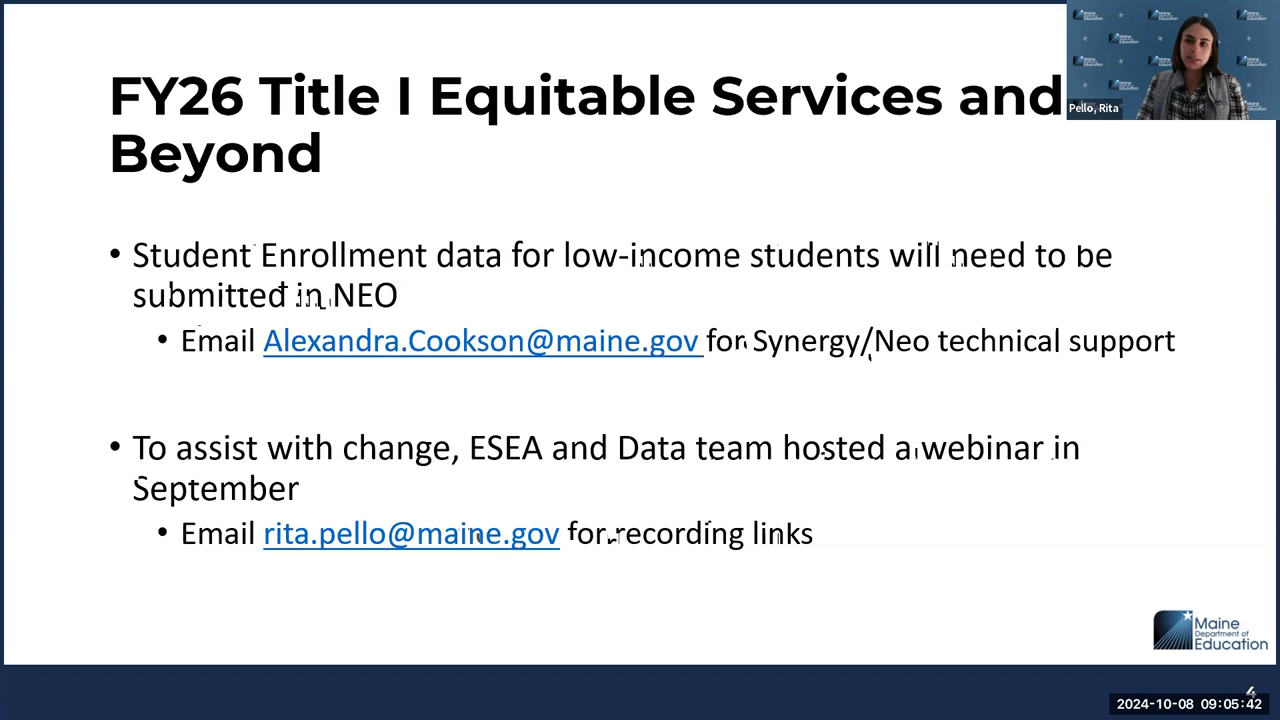 FY26 Title I Equitable Services and
Beyond
Pello, Rita
• Student Enrollment data for low-income students will need to be
submitted in NEO
• Email Alexandra.Cookson@maine.gov for Synergy/Neo technical support
• To assist with change, ESEA and Data team hosted a webinar in
September
• Email rita.pello@maine.gov for recording links
Maine
Department of
Education
4
2024-10-08 09:05:42